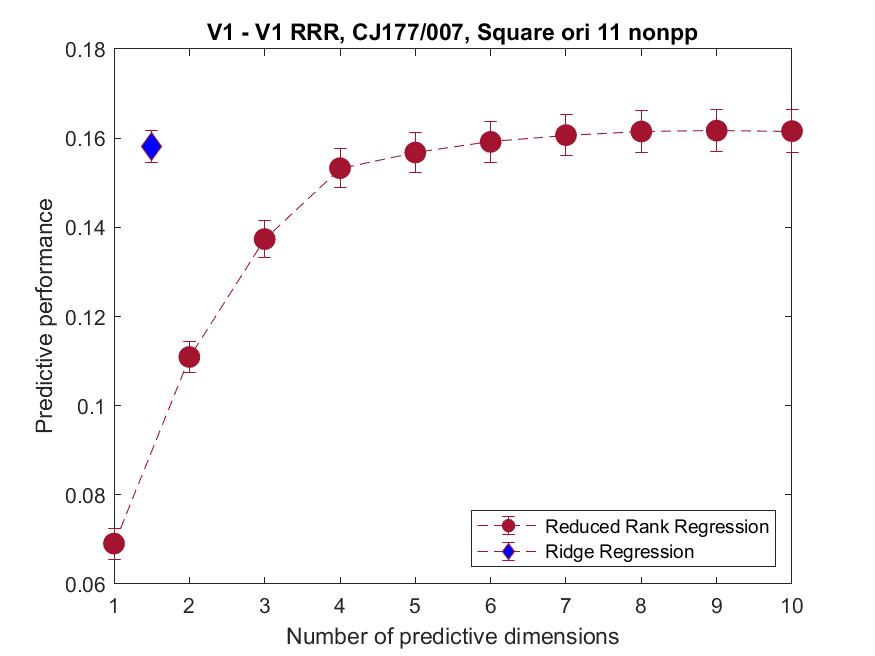 V1 - V1 RRR, CJ177/007, Square ori 11 nonpp
0.18
0.16
0.14
0.12
0.1
0.08
0.06
Predictive performance
1 2 3 4 5 6 7 8 9 10
Number of predictive dimensions
Reduced Rank Regression
Ridge Regression